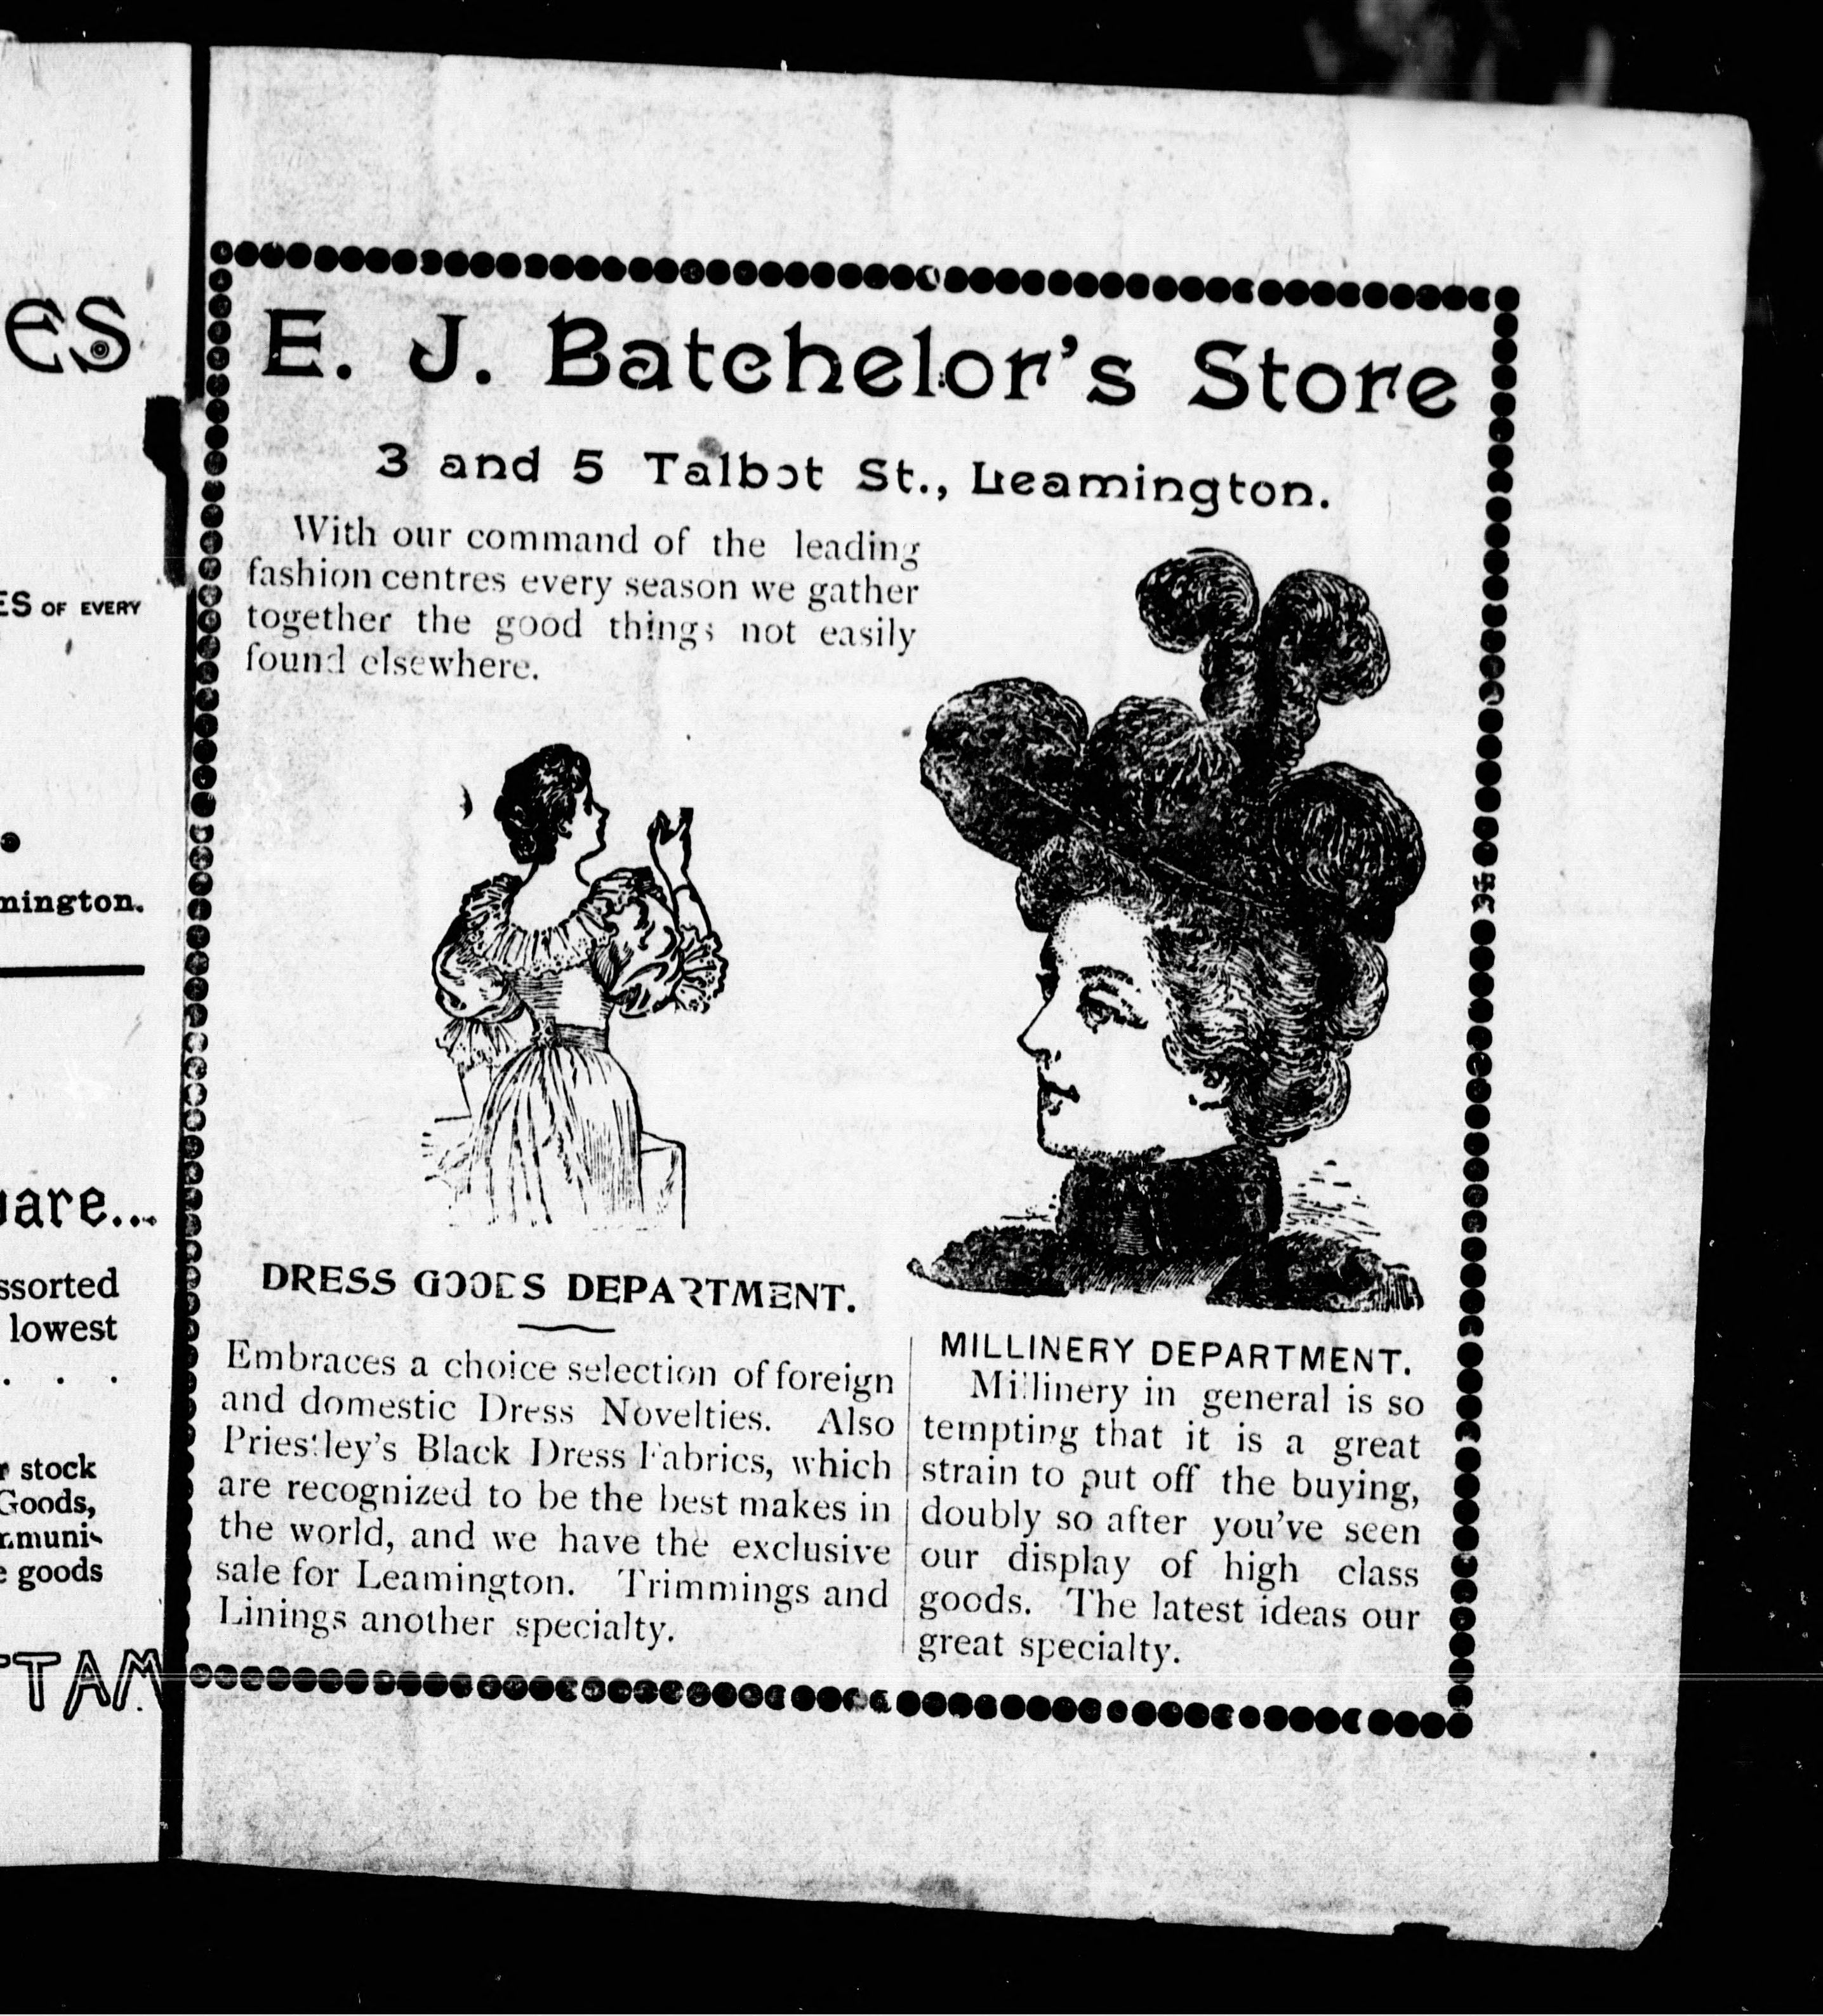 ES
ES OF EVERY
mington.
are...
ssorted
lowest
. . .
stock
Goods,
muni-
goods
TTAM
E. J. Batchelor's Store
3 and 5 Talbot St., Leamington.
With our command of the leading
fashion centres every season we gather
together the good things not easily
found elsewhere.
DRESS GOODS DEPARTMENT.
Embraces a choice selection of foreign
and domestic Dress Novelties. Also
Priestley's Black Dress Fabrics, which
are recognized to be the best makes in
the world, and we have the exclusive
sale for Leamington. Trimmings and
Linings another specialty.
MILLINERY DEPARTMENT.
Millinery in general is so
tempting that it is a great
strain to put off the buying,
doubly so after you've seen
our display of high class
goods. The latest ideas our
great specialty.